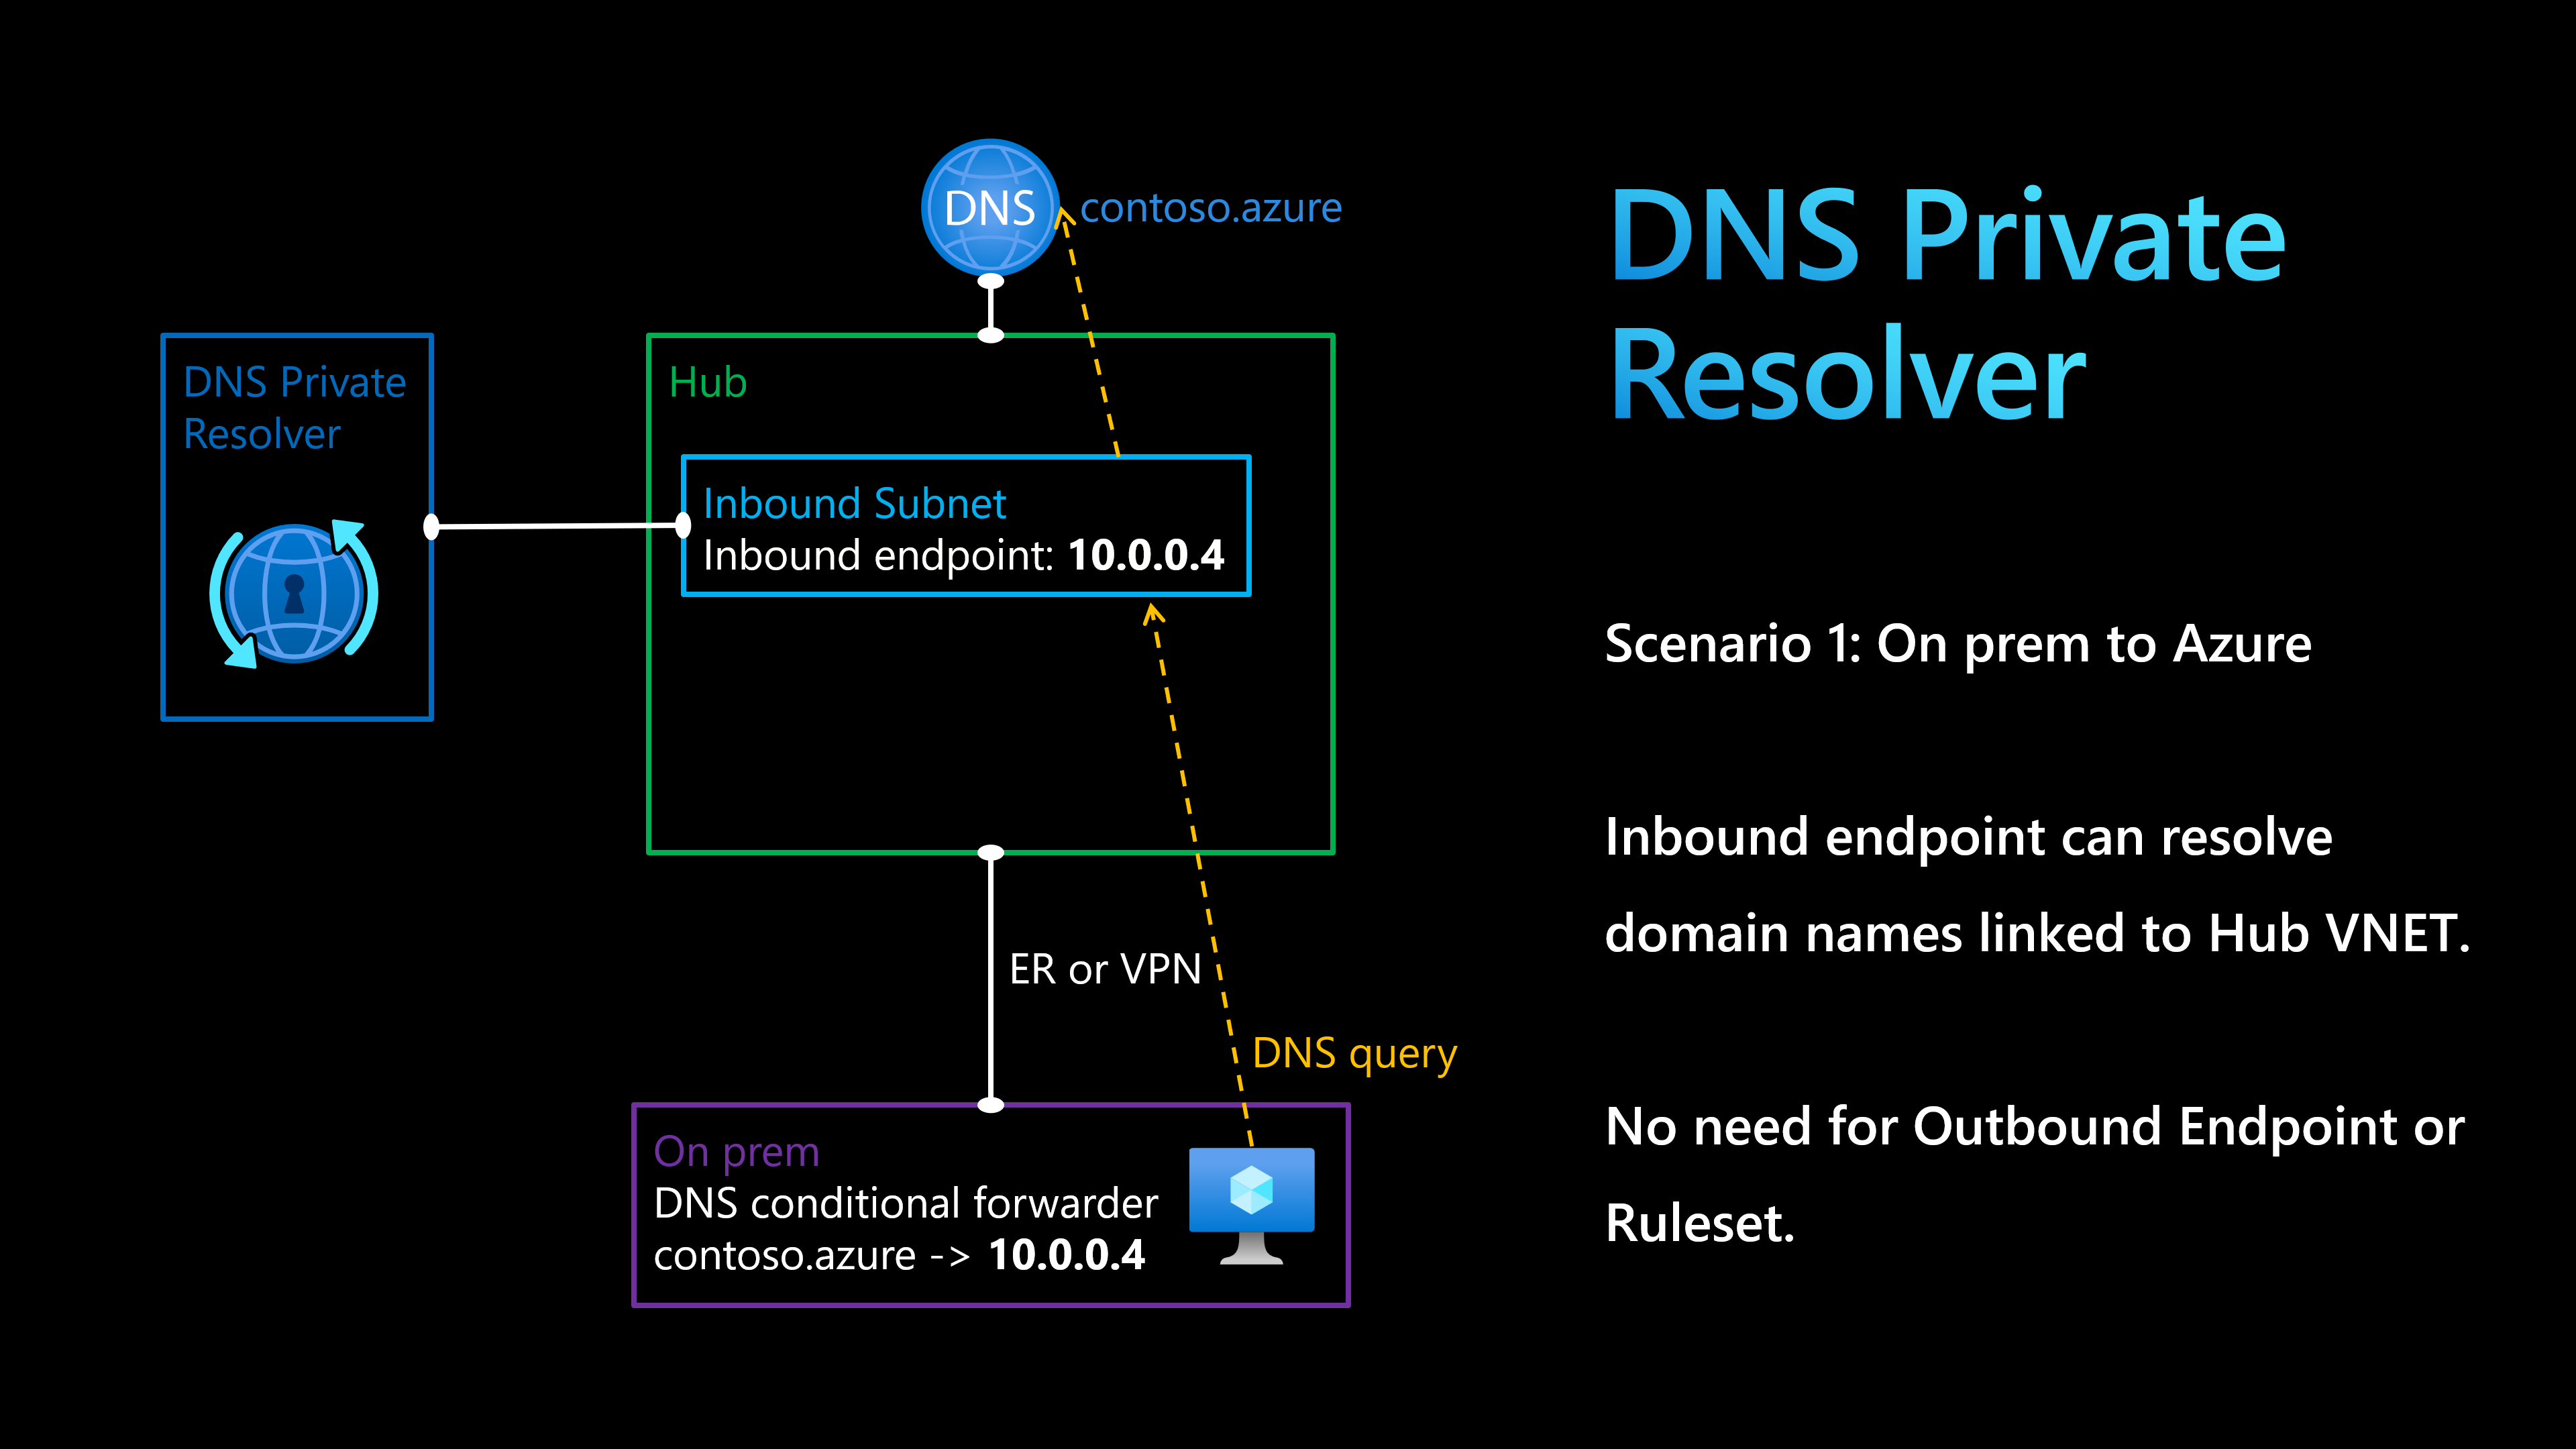 DNS
contoso.azure
DNS Private
Resolver
Hub
Inbound Subnet
Inbound endpoint: 10.0.0.4
ER or VPN
DNS query
On prem
DNS conditional forwarder
contoso.azure -> 10.0.0.4
DNS Private
Resolver
Scenario 1: On prem to Azure
Inbound endpoint can resolve
domain names linked to Hub VNET.
No need for Outbound Endpoint or
Ruleset.